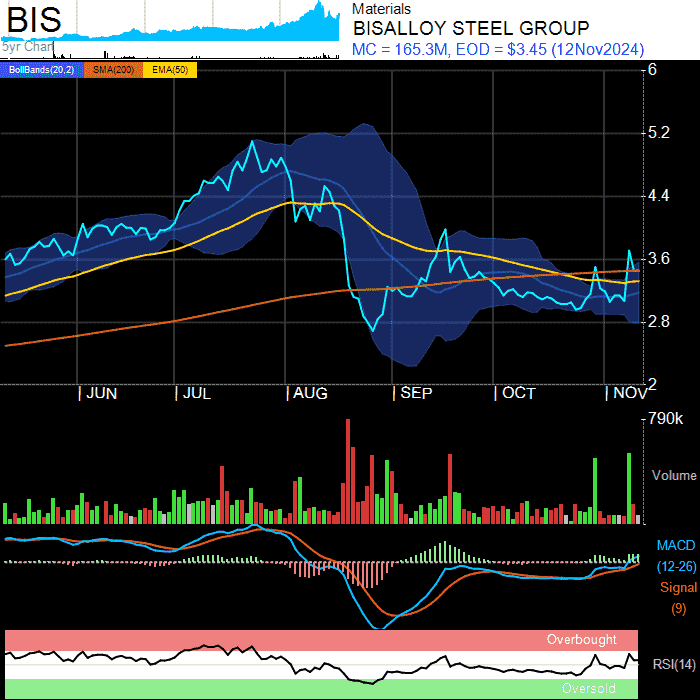 BIS
5yr Chart
Materials
BISALLOY STEEL GROUP
MC = 165.3M, EOD = $3.45 (12Nov2024)
BollBands(20,2) SMA(200) EMA(50)
6
5.2
4.4
3.6
2.8
2
JUN JUL AUG SEP OCT NOV
790k
Volume
MACD
(12-26)
Signal
(9)
Overbought
RSI(14)
Oversold